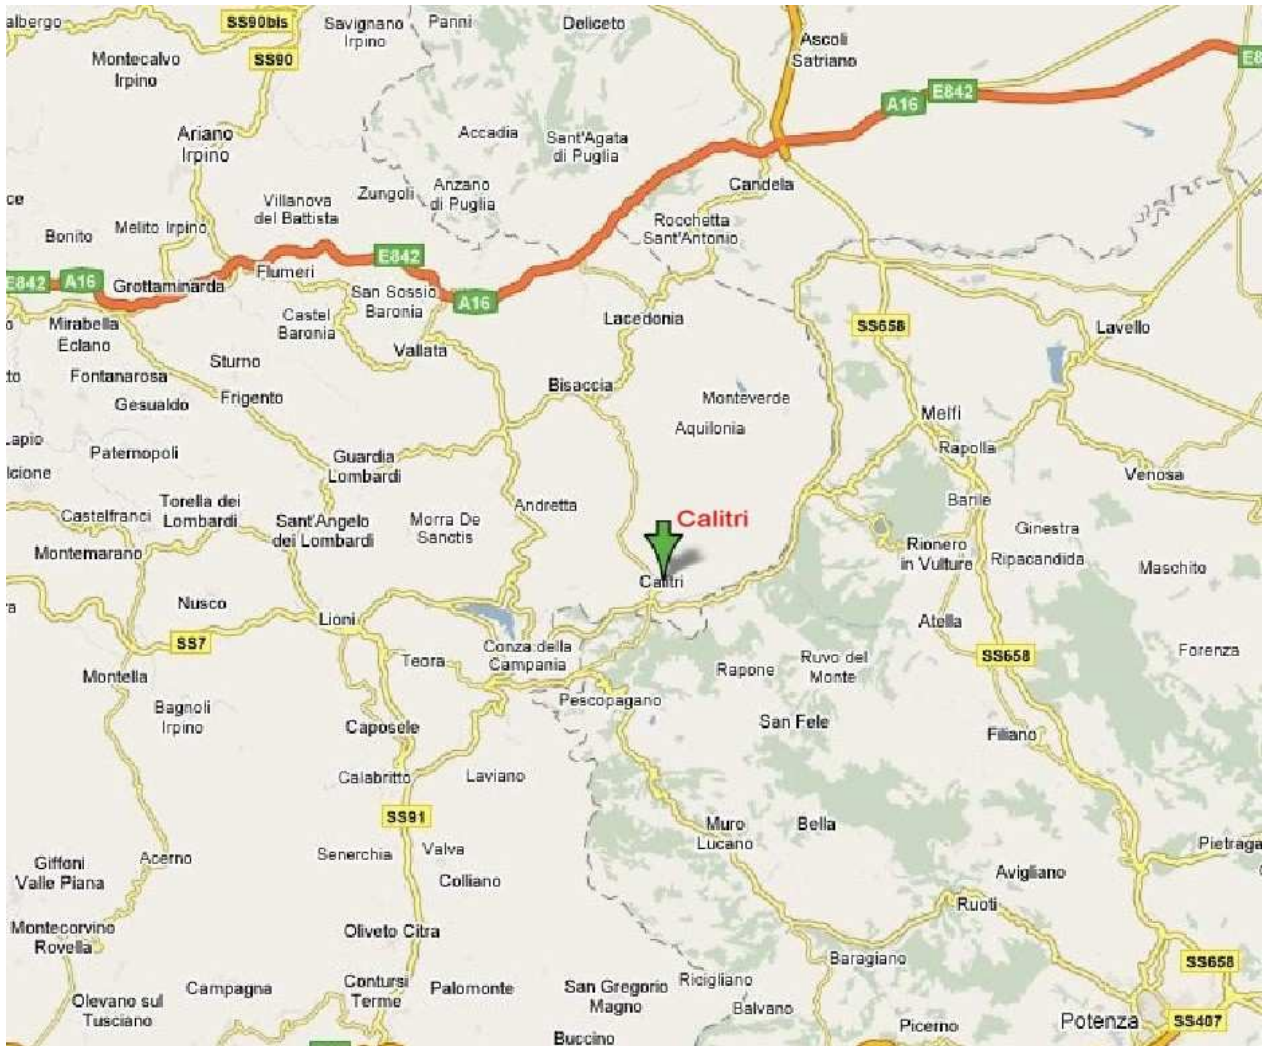 albergo
SS90bis
Savignano
Irpino
Panni
Deliceto
Ascoli
Satriano
Montecalvo
Irpino
SS90
E842
A16
Ariano
Irpino
Accadia
Sant'Agata
di Puglia
Candela
Zungoli
Anzano
di Puglia
Villanova
del Battista
Melito Irpino
Bonito
Rocchetta
Sant'Antonio
E842
A16
Grottaminarda
Flumeri
E842
San Sossio
Baronia
A16
Castel
Baronia
Lacedonia
SS658
Lavello
Mirabella
Eclano
Vallata
Sturno
Fontanarosa
Gesualdo
Frigento
Bisaccia
Monteverde
Aquilonia
Melfi
Rapolla
Venosa
Lapio
Paternopoli
Guardia
Lombardi
Barile
Castelfranci
Torella dei
Lombardi
Sant'Angelo
dei Lombardi
Morra De
Sanctis
Andretta
Calitri
Calitri
Rionero
in Vulture
Ginestra
Ripacandida
Maschito
Montemarano
Nusco
Lioni
SS7
Atella
SS658
Forenza
Montella
Teora
Conza della
Campania
Rapone
Ruvo del
Monte
Bagnoli
Irpino
Pescopagano
San Fele
Filiano
Caposele
Calabritto
Laviano
SS91
Muro
Lucano
Bella
Pietraga
Giffoni
Valle Piana
Acerno
Senerchia
Valva
Colliano
Avigliano
Ruoti
Montecorvino
Rovella
Oliveto Citra
Baragiano
SS658
Olevano sul
Tusciano
Campagna
Contursi
Terme
Palomonte
San Gregorio
Magno
Ricigliano
Balvano
Picerno
Potenza
SS407
Buccino